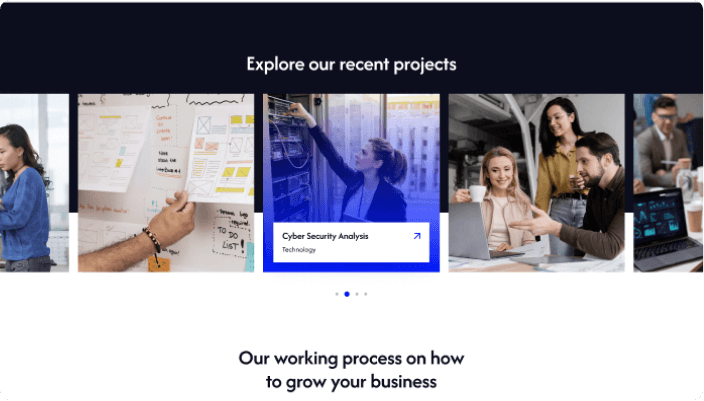 Explore our recent projects
TO DO
LIST!
Cyber Security Analysis
Technology
Our working process on how
to grow your business